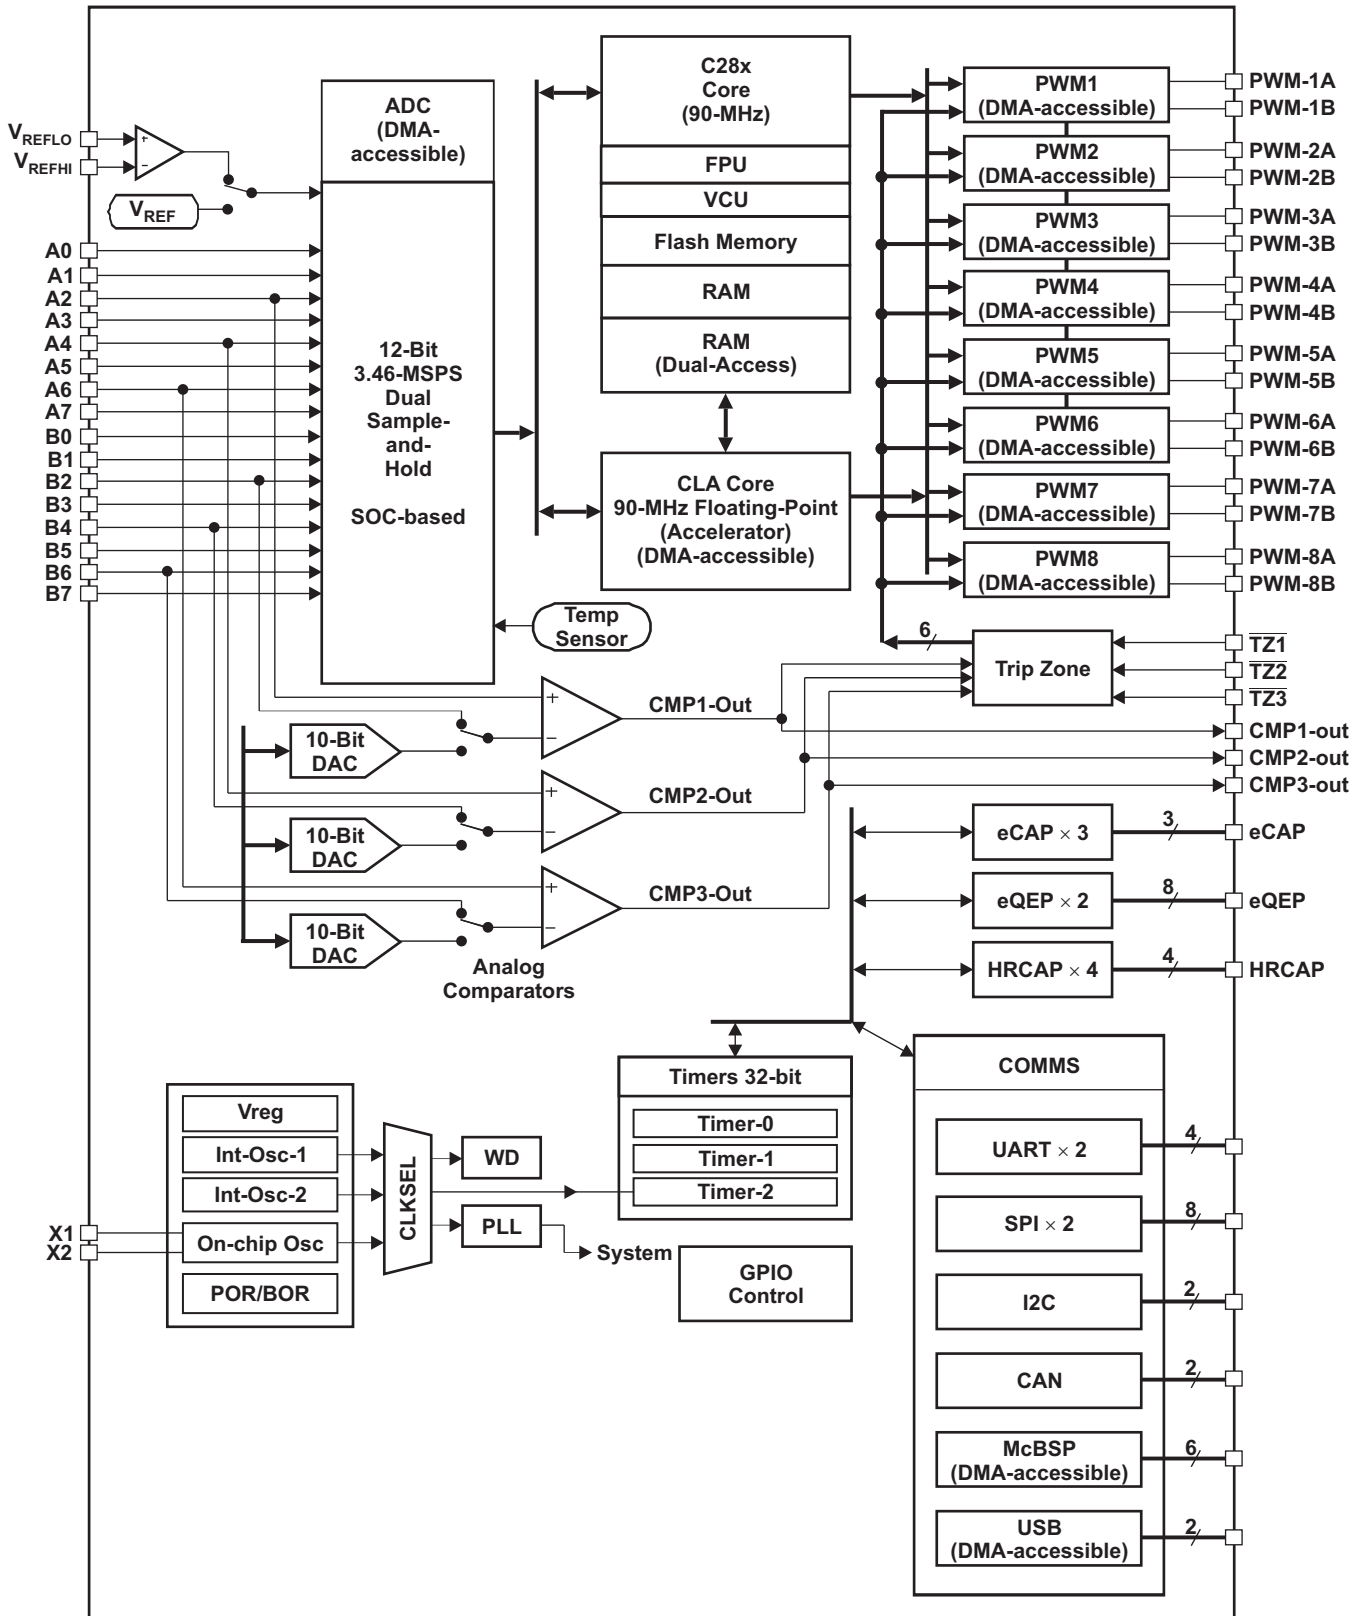 VREFLO
VREFHI
+
−
VREF
A0
A1
A2
A3
A4
A5
A6
A7
B0
B1
B2
B3
B4
B5
B6
B7
ADC
(DMA-
accessible)
12-Bit
3.46-MSPS
Dual
Sample-
and-
Hold
SOC-based
Temp
Sensor
C28x
Core
(90-MHz)
FPU
VCU
Flash Memory
RAM
RAM
(Dual-Access)
CLA Core
90-MHz Floating-Point
(Accelerator)
(DMA-accessible)
PWM1
(DMA-accessible)
PWM2
(DMA-accessible)
PWM3
(DMA-accessible)
PWM4
(DMA-accessible)
PWM5
(DMA-accessible)
PWM6
(DMA-accessible)
PWM7
(DMA-accessible)
PWM8
(DMA-accessible)
PWM-1A
PWM-1B
PWM-2A
PWM-2B
PWM-3A
PWM-3B
PWM-4A
PWM-4B
PWM-5A
PWM-5B
PWM-6A
PWM-6B
PWM-7A
PWM-7B
PWM-8A
PWM-8B
6
Trip Zone
TZ1
TZ2
TZ3
CMP1-out
CMP2-out
CMP3-out
10-Bit
DAC
+
−
CMP1-Out
10-Bit
DAC
+
−
CMP2-Out
10-Bit
DAC
+
−
CMP3-Out
Analog
Comparators
eCAP × 3
3
eCAP
eQEP × 2
8
eQEP
HRCAP × 4
4
HRCAP
Timers 32-bit
Timer-0
Timer-1
Timer-2
Vreg
Int-Osc-1
Int-Osc-2
On-chip Osc
POR/BOR
X1
X2
CLKSEL
WD
PLL
System
GPIO
Control
COMMS
UART × 2
4
SPI × 2
8
I2C
2
CAN
2
McBSP
(DMA-accessible)
6
USB
(DMA-accessible)
2